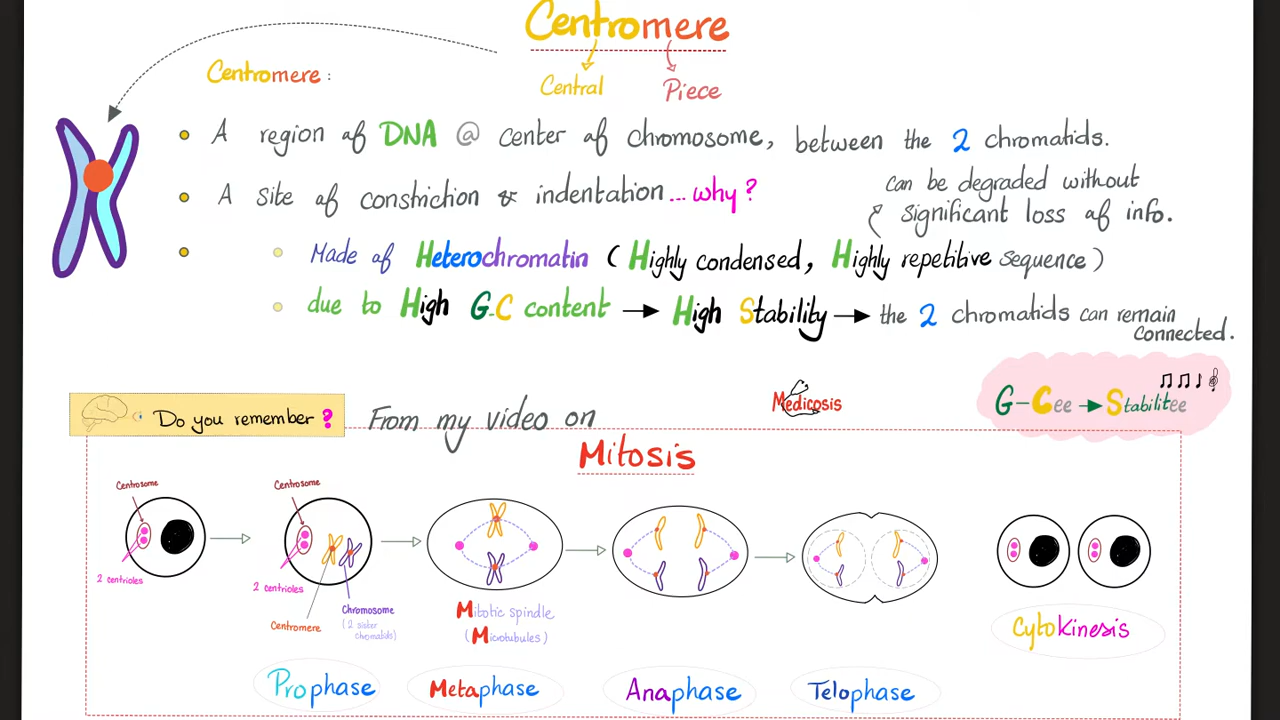 Centromere
Central Piece
Centromere :
A region of DNA @ center of chromosome, between the 2 chromatids.
A site of constriction & indentation ... why?
can be degraded without
significant loss of info.
Made of Heterochromatin ( Highly condensed, Highly repetitive sequence )
due to High G-C content → High Stability → the 2 chromatids can remain
connected.
G-Cee → Stabilitee
Medicosis
Do you remember ? From my video on
Mitosis
Centrosome
2 centrioles
Centrosome
2 centrioles
Centromere
Chromosome
(2 sister
chromatids)
Mitotic spindle
( Microtubules )
Cytokinesis
Prophase Metaphase Anaphase Telophase